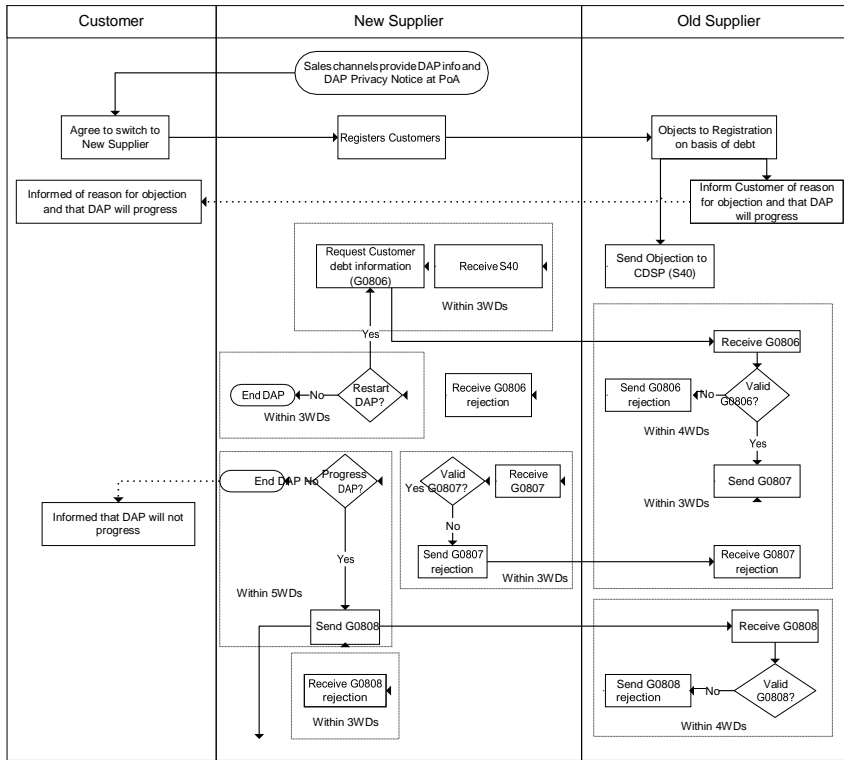 Customer
New Supplier
Old Supplier
Sales channels provide DAP info and
DAP Privacy Notice at PoA
Agree to switch to
New Supplier
Registers Customers
Objects to Registration
on basis of debt
Informed of reason for objection
and that DAP will progress
Inform Customer of reason
for objection and that DAP
will progress
Request Customer
debt information
(G0806)
Receive S40
Send Objection to
CDSP (S40)
Within 3WDs
Yes
Receive G0806
Restart
DAP?
No
End DAP
Within 3WDs
Receive G0806
rejection
Send G0806
rejection
No
Valid
G0806?
Within 4WDs
Yes
End DAP
No
Progress
DAP?
Valid
Yes G0807?
Receive
G0807
Send G0807
Within 3WDs
Informed that DAP will not
progress
No
Yes
Send G0807
rejection
Within 3WDs
Receive G0807
rejection
Within 5WDs
Send G0808
Receive G0808
Receive G0808
rejection
Within 3WDs
Send G0808
rejection
No
Valid
G0808?
Within 4WDs